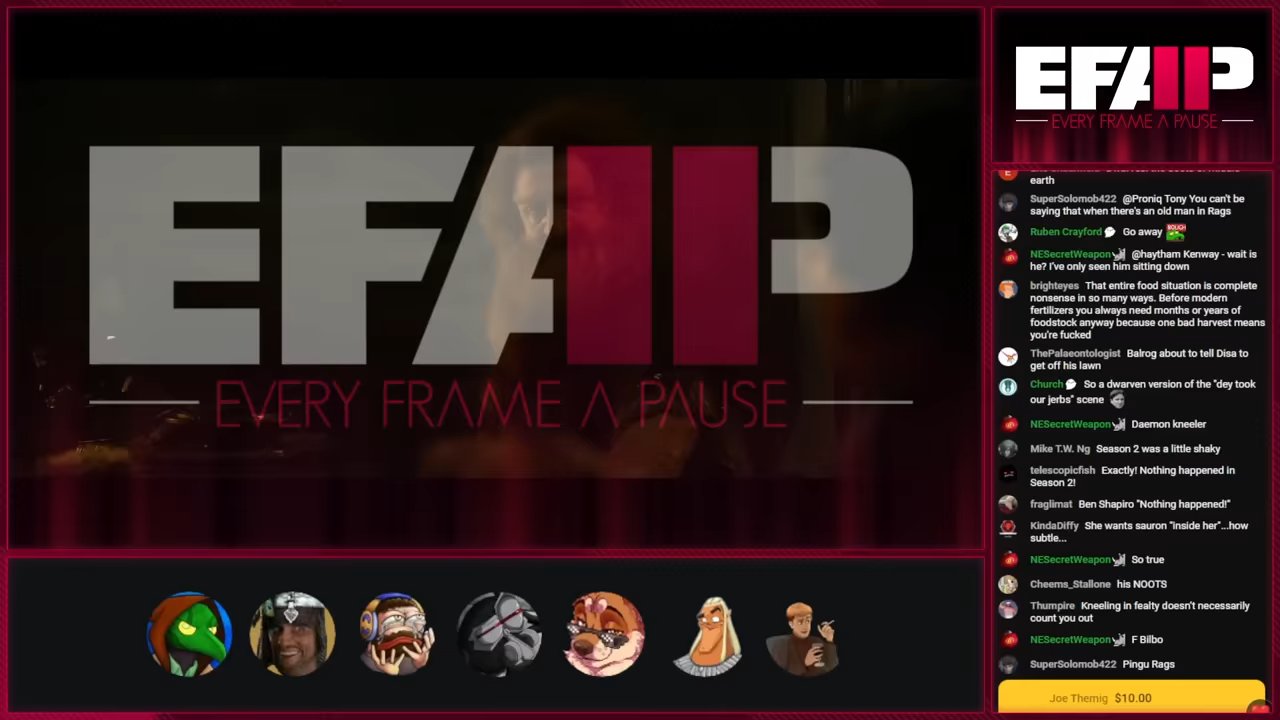 EFAP
EVERY FRAME A PAUSE
EFAP
EVERY FRAME A PAUSE
earth
SuperSolomob422 @Proniq Tony You can't be
saying that when there's an old man in Rags
Ruben Crayford Go away
NESecretWeapon @haytham Kenway - wait is
he? I've only seen him sitting down
brighteyes That entire food situation is complete
nonsense in so many ways. Before modern
fertilizers you always need months or years of
foodstock anyway because one bad harvest means
you're fucked
ThePalaeontologist Balrog about to tell Disa to
get off his lawn
Church So a dwarven version of the "dey took
our jerbs" scene
NESecretWeapon Daemon kneeler
Mike T.W. Ng Season 2 was a little shaky
telescopicfish Exactly! Nothing happened in
Season 2!
fraglimat Ben Shapiro "Nothing happened!"
KindaDiffy She wants sauron "inside her"...how
subtle...
NESecretWeapon So true
Cheems_Stallone his NOOTS
Thumpire Kneeling in fealty doesn't necessarily
count you out
NESecretWeapon F Bilbo
SuperSolomob422 Pingu Rags
Joe Themig $10.00